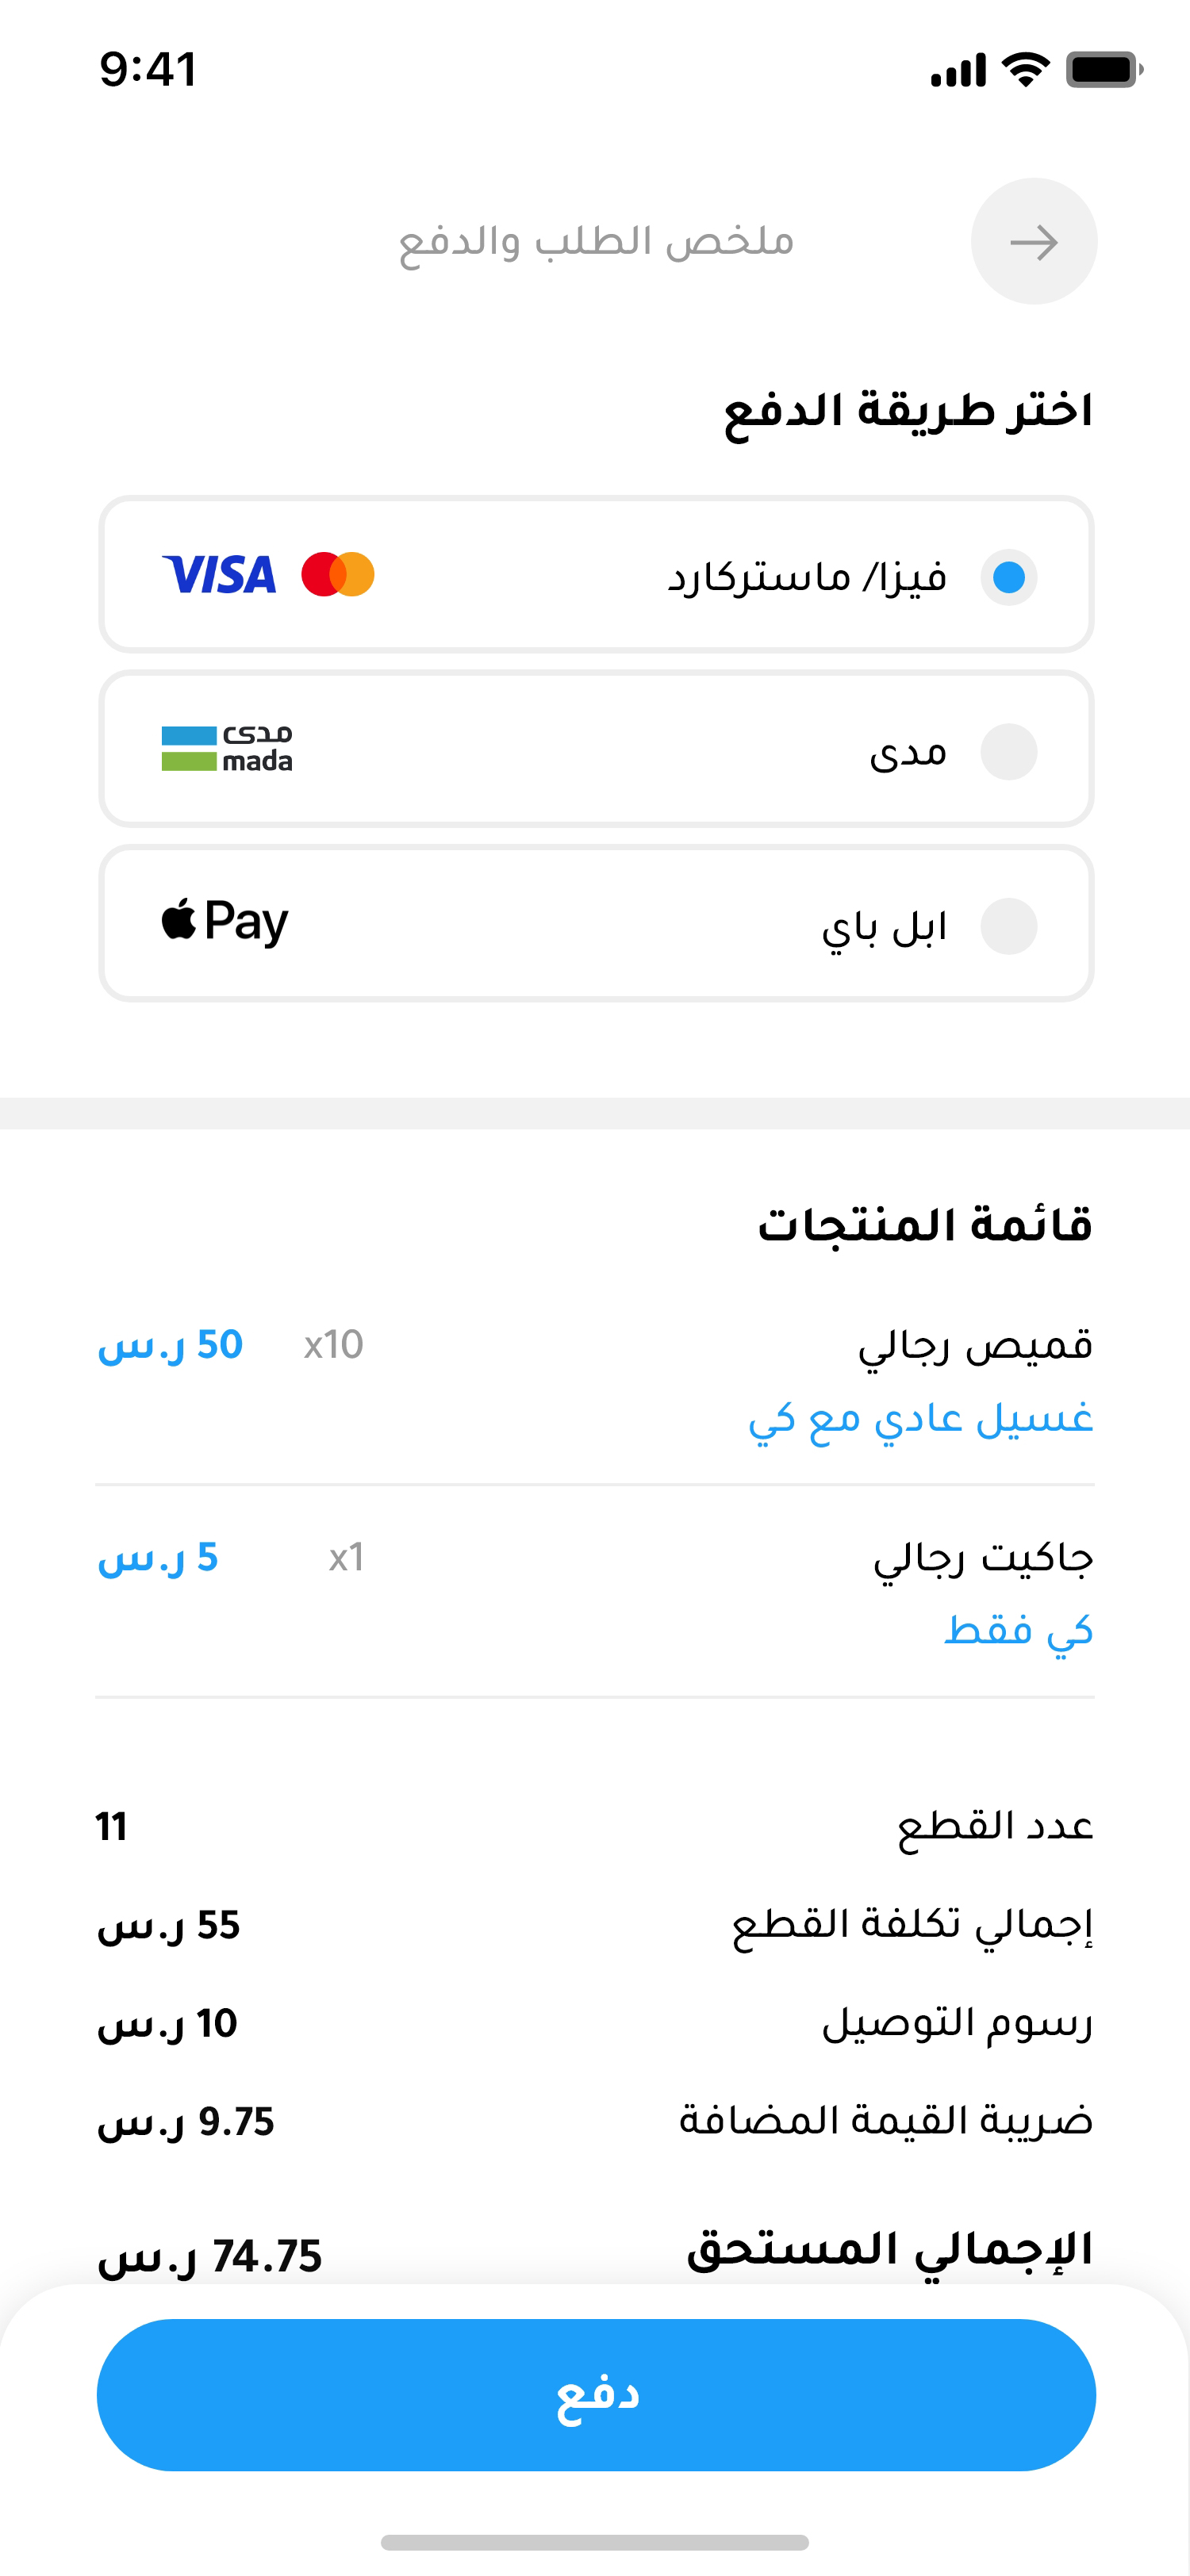 9:41
ملخص الطلب والدفع
اختر طريقة الدفع
فيزا/ ماستركارد VISA
مدى مدى
mada
ابل باي Pay
قائمة المنتجات
قميص رجالي x10 50 ر.س
غسيل عادي مع كي
جاكيت رجالي x1 5 ر.س
كي فقط
عدد القطع 11
إجمالي تكلفة القطع 55 ر.س
رسوم التوصيل 10 ر.س
ضريبة القيمة المضافة 9.75 ر.س
الإجمالي المستحق 74.75 ر.س
دفع